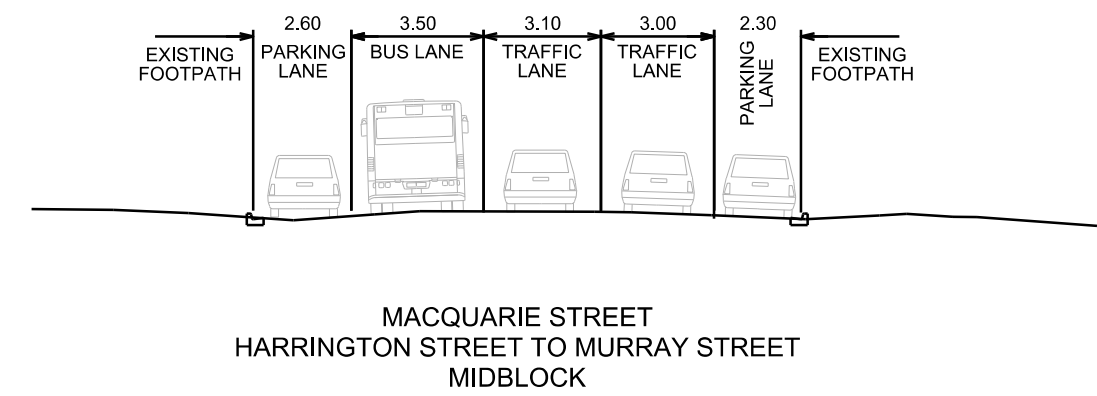 2.60 3.50 3.10 3.00 2.30
EXISTING FOOTPATH
PARKING LANE
BUS LANE
TRAFFIC LANE
TRAFFIC LANE
PARKING LANE
EXISTING FOOTPATH
MACQUARIE STREET
HARRINGTON STREET TO MURRAY STREET
MIDBLOCK